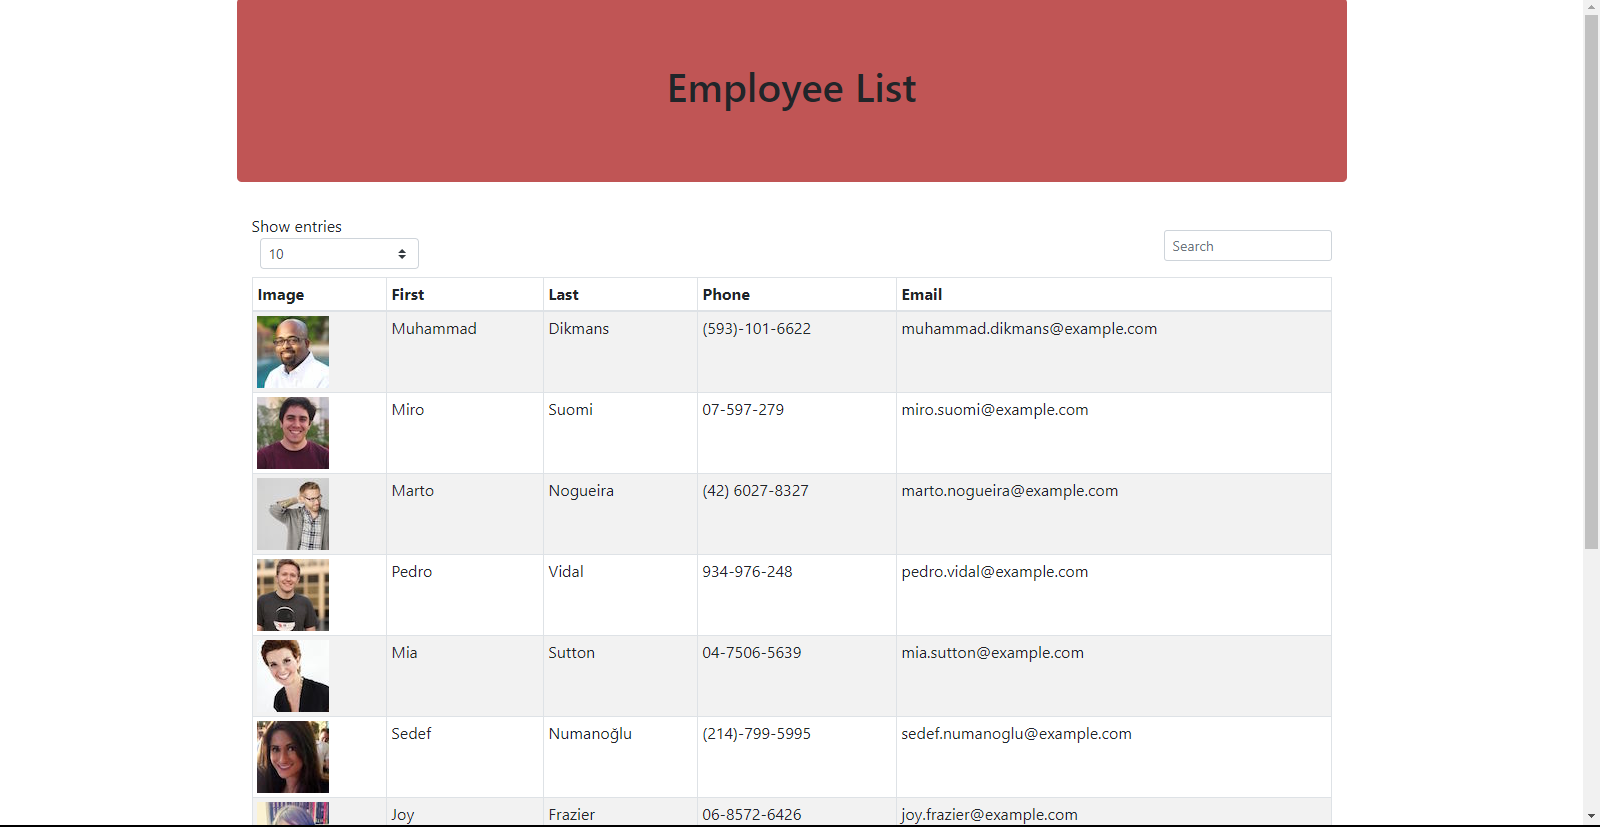 Employee List
Show entries
10
Search
Image First Last Phone Email
Muhammad Dikmans (593)-101-6622 muhammad.dikmans@example.com
Miro Suomi 07-597-279 miro.suomi@example.com
Marto Nogueira (42) 6027-8327 marto.nogueira@example.com
Pedro Vidal 934-976-248 pedro.vidal@example.com
Mia Sutton 04-7506-5639 mia.sutton@example.com
Sedef Numanoğlu (214)-799-5995 sedef.numanoglu@example.com
Joy Frazier 06-8572-6426 joy.frazier@example.com